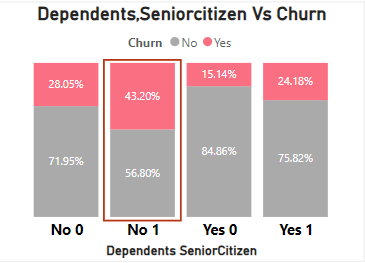 Dependents,Seniorcitizen Vs Churn
Churn No Yes
28.05% 43.20% 15.14% 24.18%
71.95% 56.80% 84.86% 75.82%
No 0 No 1 Yes 0 Yes 1
Dependents SeniorCitizen